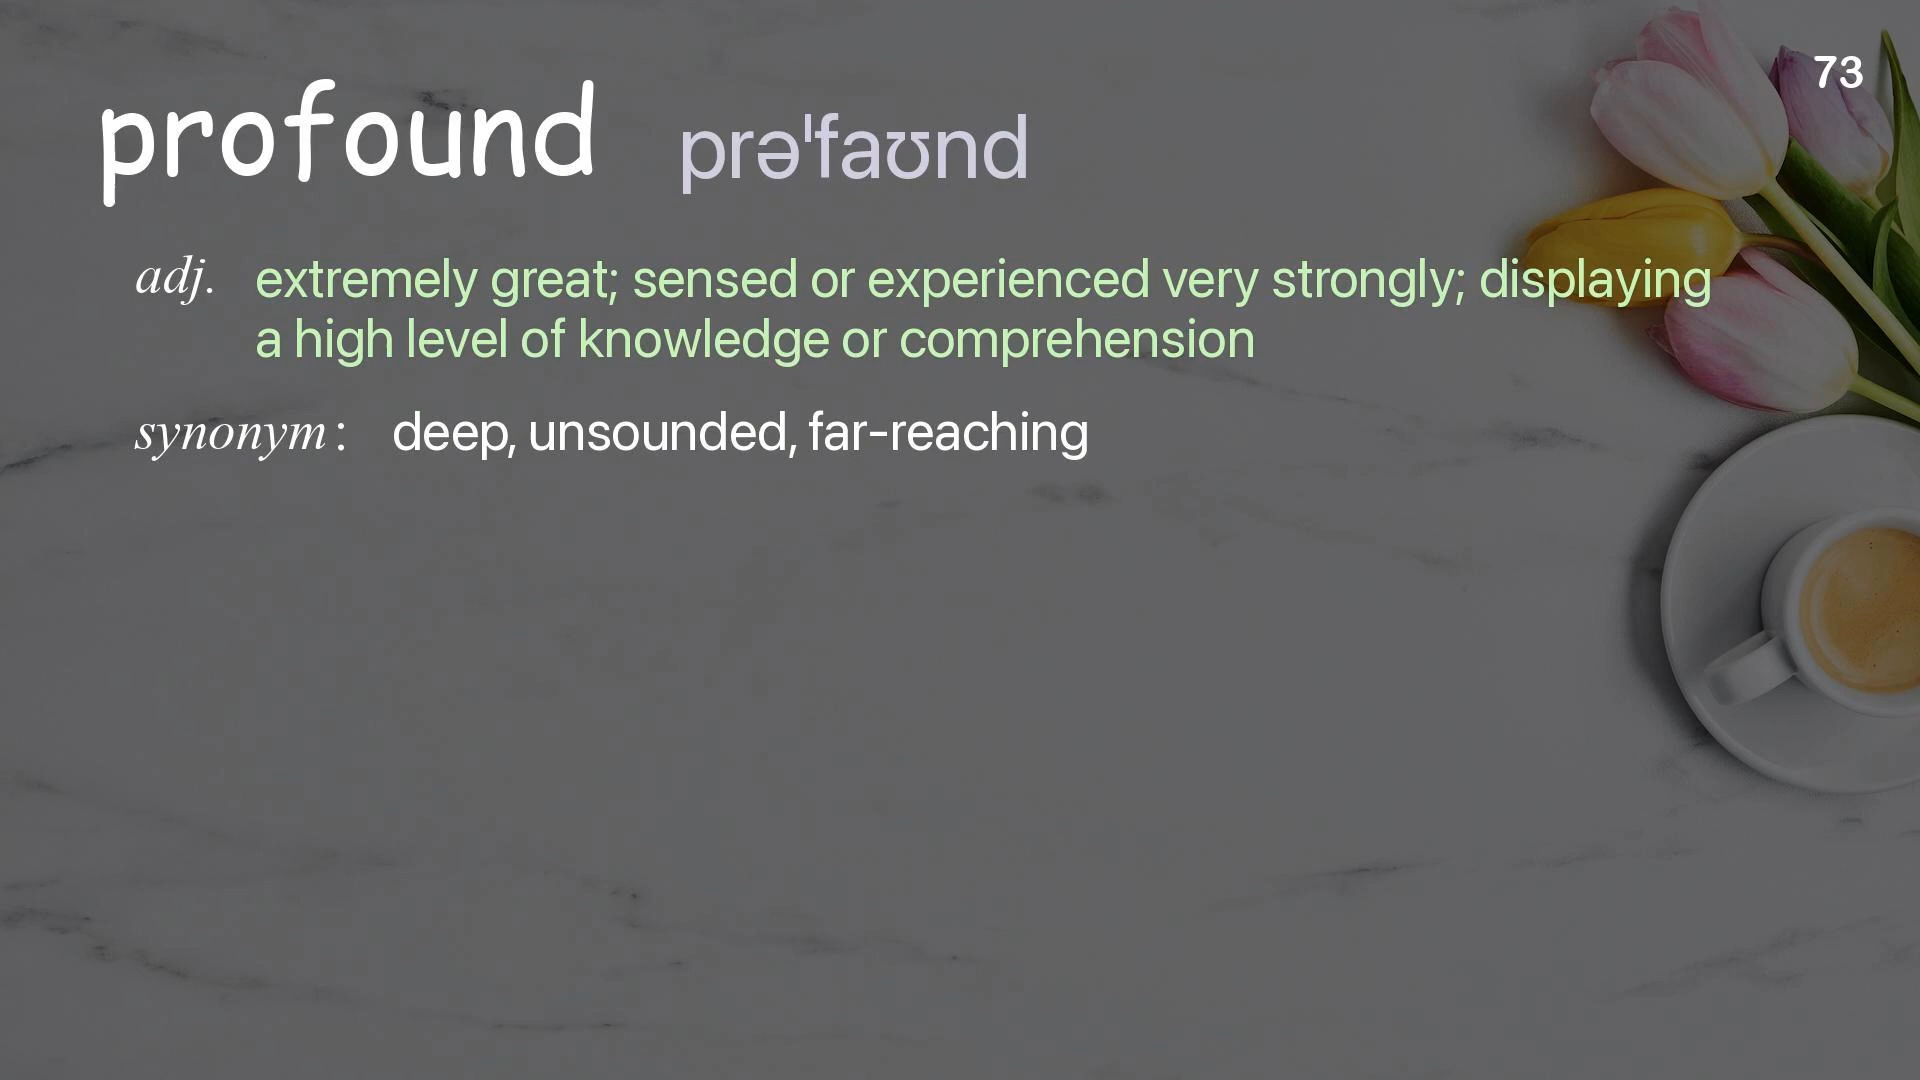 73
profound prəˈfaʊnd
adj. extremely great; sensed or experienced very strongly; displaying
a high level of knowledge or comprehension
synonym : deep, unsounded, far-reaching